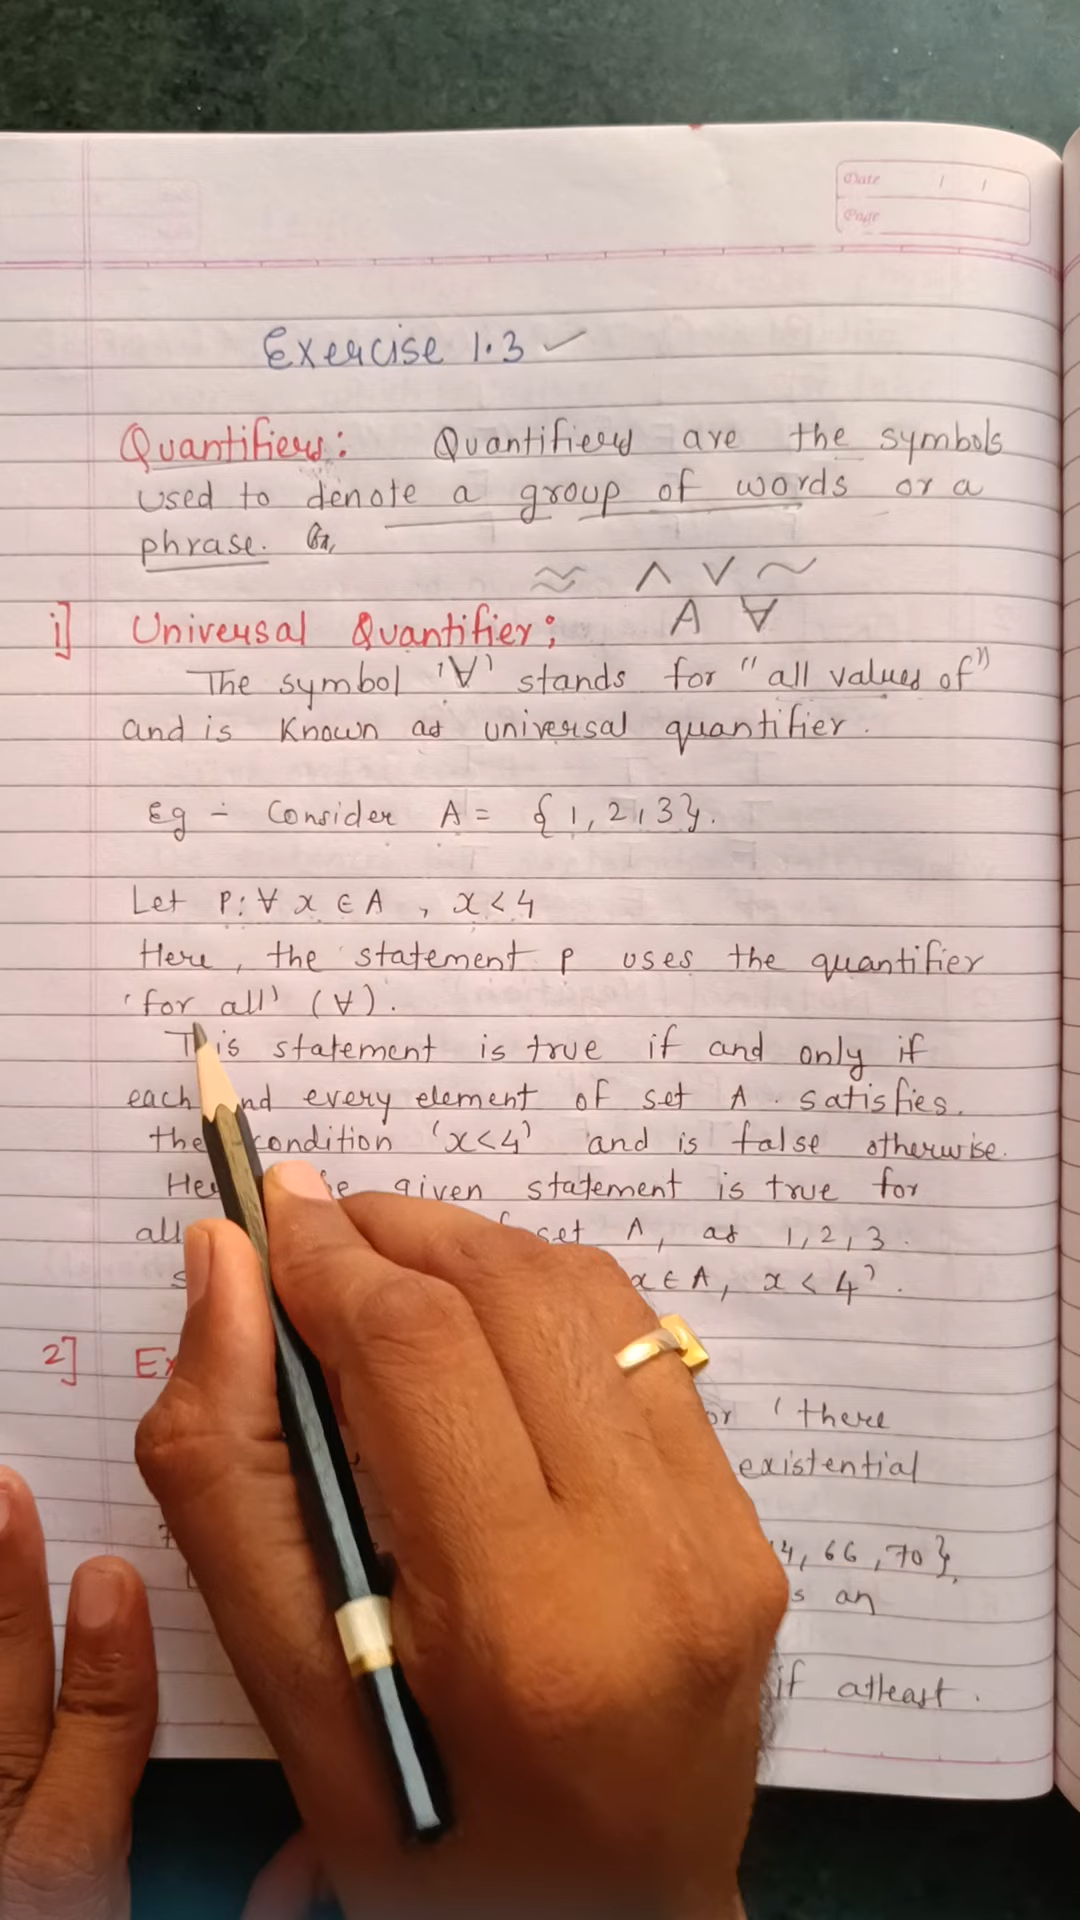 Date / /
Page
Exercise 1.3
Quantifiers: Quantifiers are the symbols
used to denote a group of words or a
phrase.
≈ ∧ ∨ ~
i] Universal Quantifier; A ∀
The symbol '∀' stands for "all values of"
and is known as universal quantifier.
Eg ÷ Consider A = {1, 2, 3}.
Let P: ∀ x ∈ A, x < 4
Here, the statement P uses the quantifier
'for all' (∀).
This statement is true if and only if
each and every element of set A. satisfies.
the condition 'x<4' and is false otherwise.
given statement is true for
all set A, as 1, 2, 3.
x ∈ A, x < 4'.
2]
or 'there
existential
66, 70},
an
if atleast.